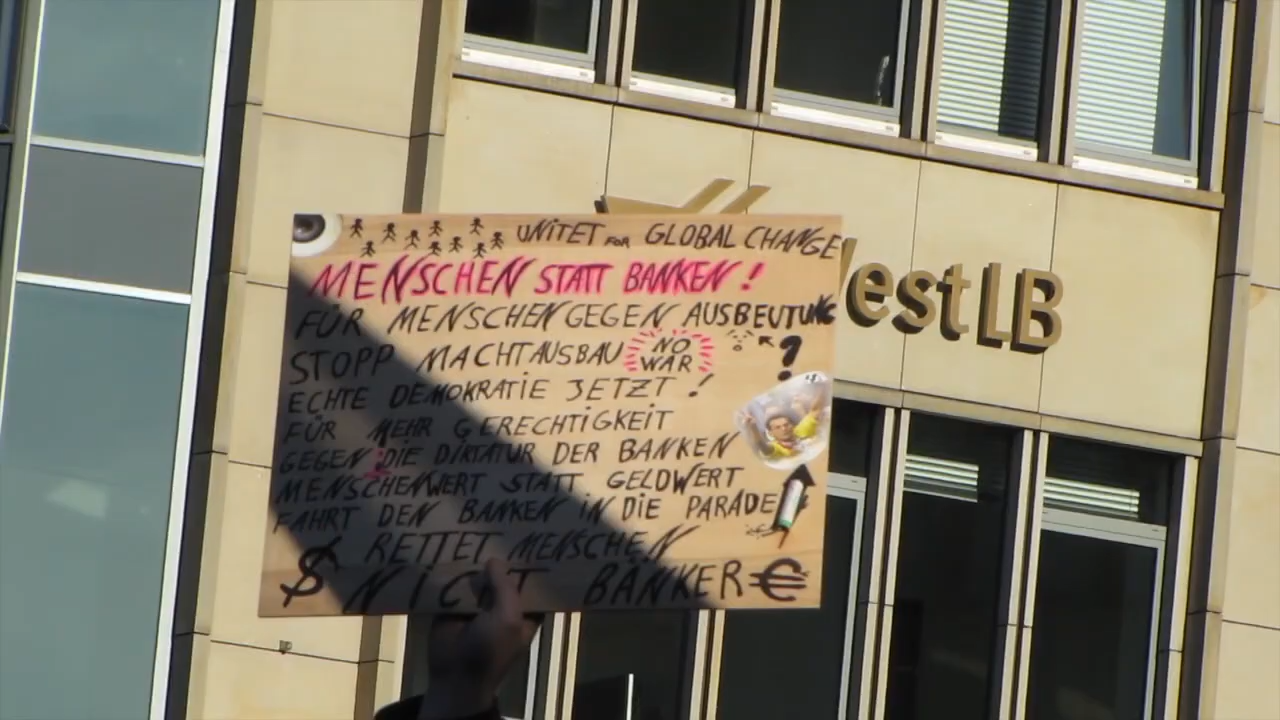 UNITET FOR GLOBAL CHANGE
MENSCHEN STATT BANKEN!
FÜR MENSCHEN GEGEN AUSBEUTUNG
STOPP MACHTAUSBAU NO WAR ?
ECHTE DEMOKRATIE JETZT!
FÜR MEHR GERECHTIGKEIT
GEGEN DIE DIKTATUR DER BANKEN
MENSCHENWERT STATT GELDWERT
FAHRT DEN BANKEN IN DIE PARADE
RETTET MENSCHEN
$ NICHT BÄNKER €
estLB